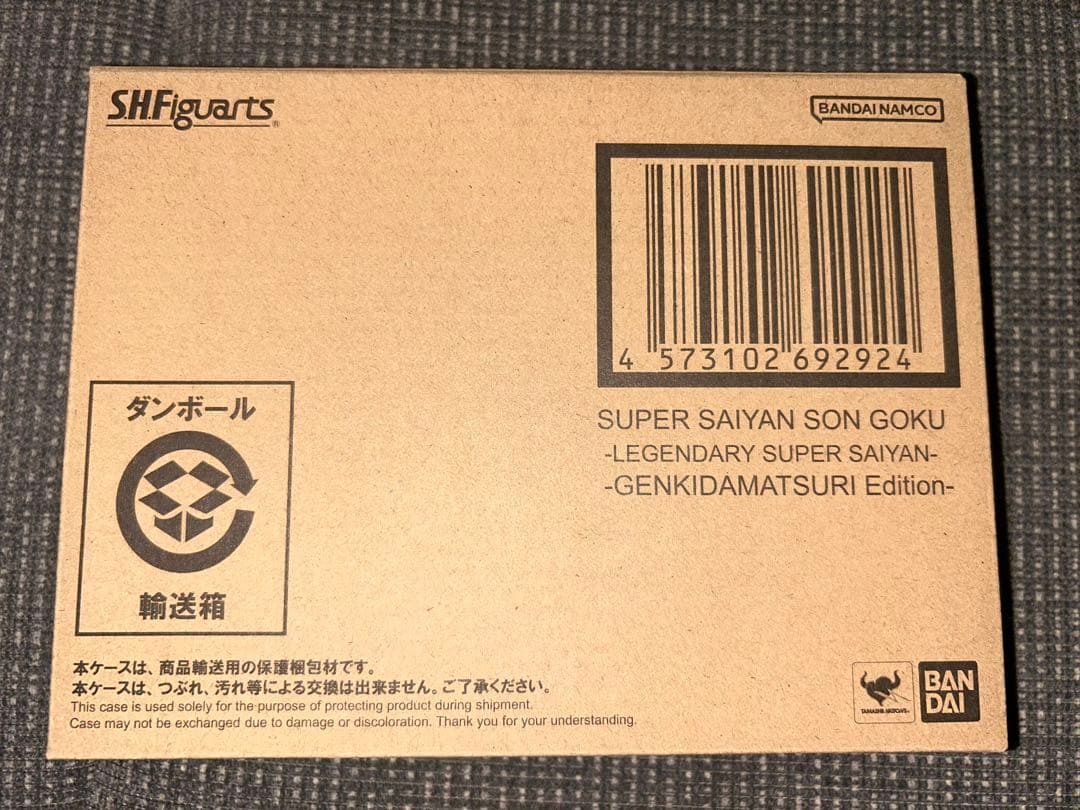 S.H.Figuarts
BANDAI NAMCO
4 573102 692924
SUPER SAIYAN SON GOKU
-LEGENDARY SUPER SAIYAN-
-GENKIDAMATSURI Edition-
ダンボール
輸送箱
本ケースは、商品輸送用の保護梱包材です。
本ケースは、つぶれ、汚れ等による交換は出来ません。ご了承ください。
This case is used solely for the purpose of protecting product during shipment.
Case may not be exchanged due to damage or discoloration. Thank you for your understanding.
TAMASHII NATIONS
BAN
DAI